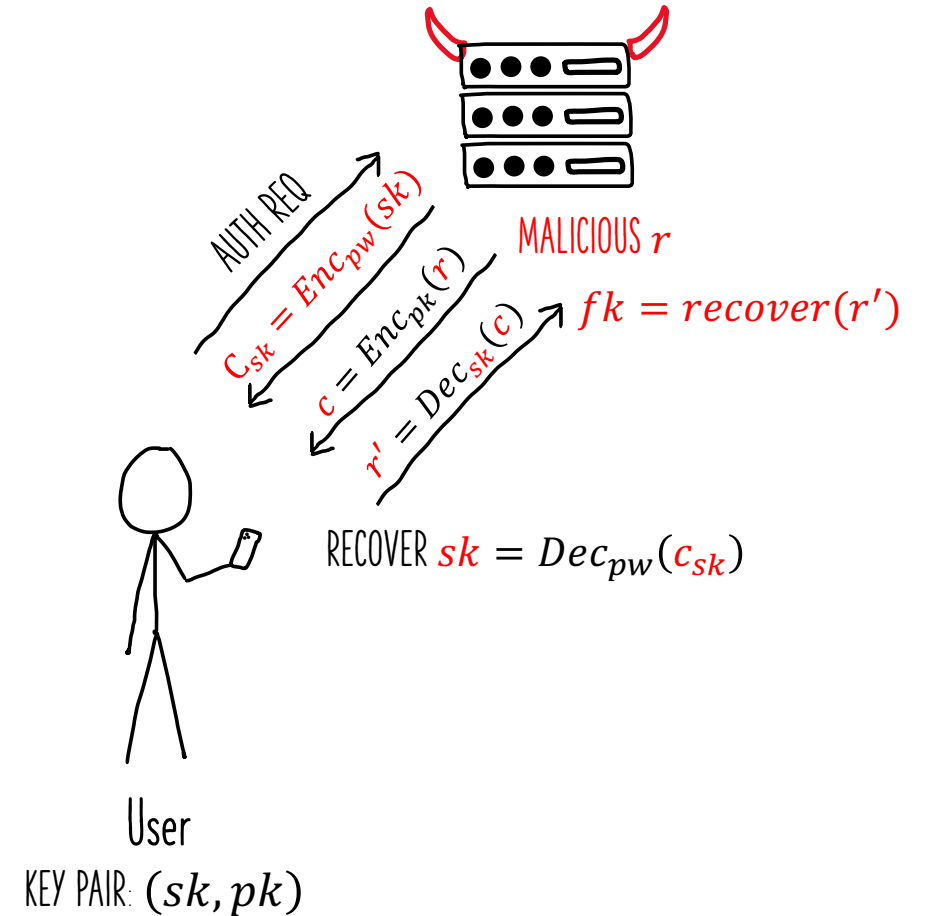 AUTH REQ
C_sk = Enc_pw(sk)
c = Enc_pk(r)
r' = Dec_sk(c)
MALICIOUS r
fk = recover(r')
RECOVER sk = Dec_pw(c_sk)
User
KEY PAIR: (sk, pk)